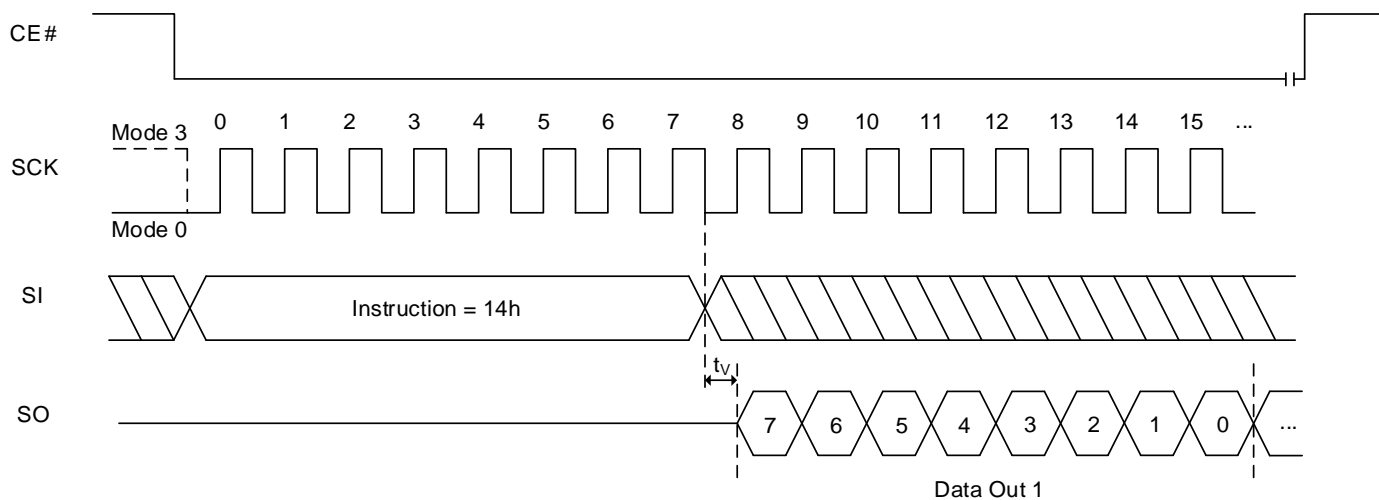 CE#
0 1 2 3 4 5 6 7 8 9 10 11 12 13 14 15 ...
Mode 3
SCK
Mode 0
SI
Instruction = 14h
tV
SO
7 6 5 4 3 2 1 0 ...
Data Out 1